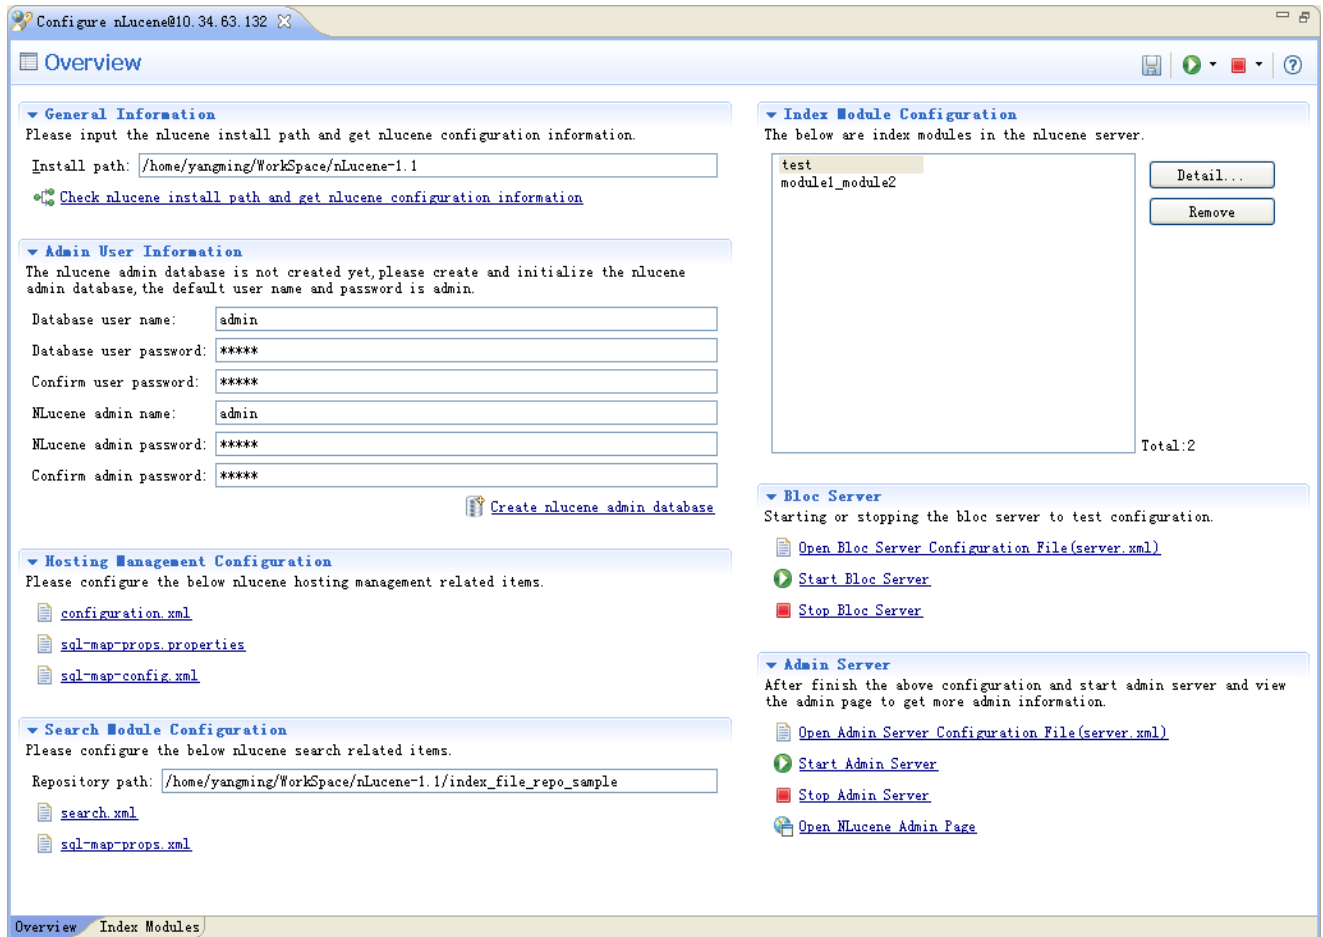 Configure nLucene@10.34.63.132
Overview
General Information
Please input the nlucene install path and get nlucene configuration information.
Install path: /home/yangming/WorkSpace/nLucene-1.1
Check nlucene install path and get nlucene configuration information
Admin User Information
The nlucene admin database is not created yet,please create and initialize the nlucene
admin database,the default user name and password is admin.
Database user name: admin
Database user password: *****
Confirm user password: *****
NLucene admin name: admin
NLucene admin password: *****
Confirm admin password: *****
Create nlucene admin database
Hosting Management Configuration
Please configure the below nlucene hosting management related items.
configuration.xml
sql-map-props.properties
sql-map-config.xml
Search Module Configuration
Please configure the below nlucene search related items.
Repository path: /home/yangming/WorkSpace/nLucene-1.1/index_file_repo_sample
search.xml
sql-map-props.xml
Index Module Configuration
The below are index modules in the nlucene server.
test
module1_module2
Detail...
Remove
Total:2
Bloc Server
Starting or stopping the bloc server to test configuration.
Open Bloc Server Configuration File(server.xml)
Start Bloc Server
Stop Bloc Server
Admin Server
After finish the above configuration and start admin server and view
the admin page to get more admin information.
Open Admin Server Configuration File(server.xml)
Start Admin Server
Stop Admin Server
Open NLucene Admin Page
Overview Index Modules